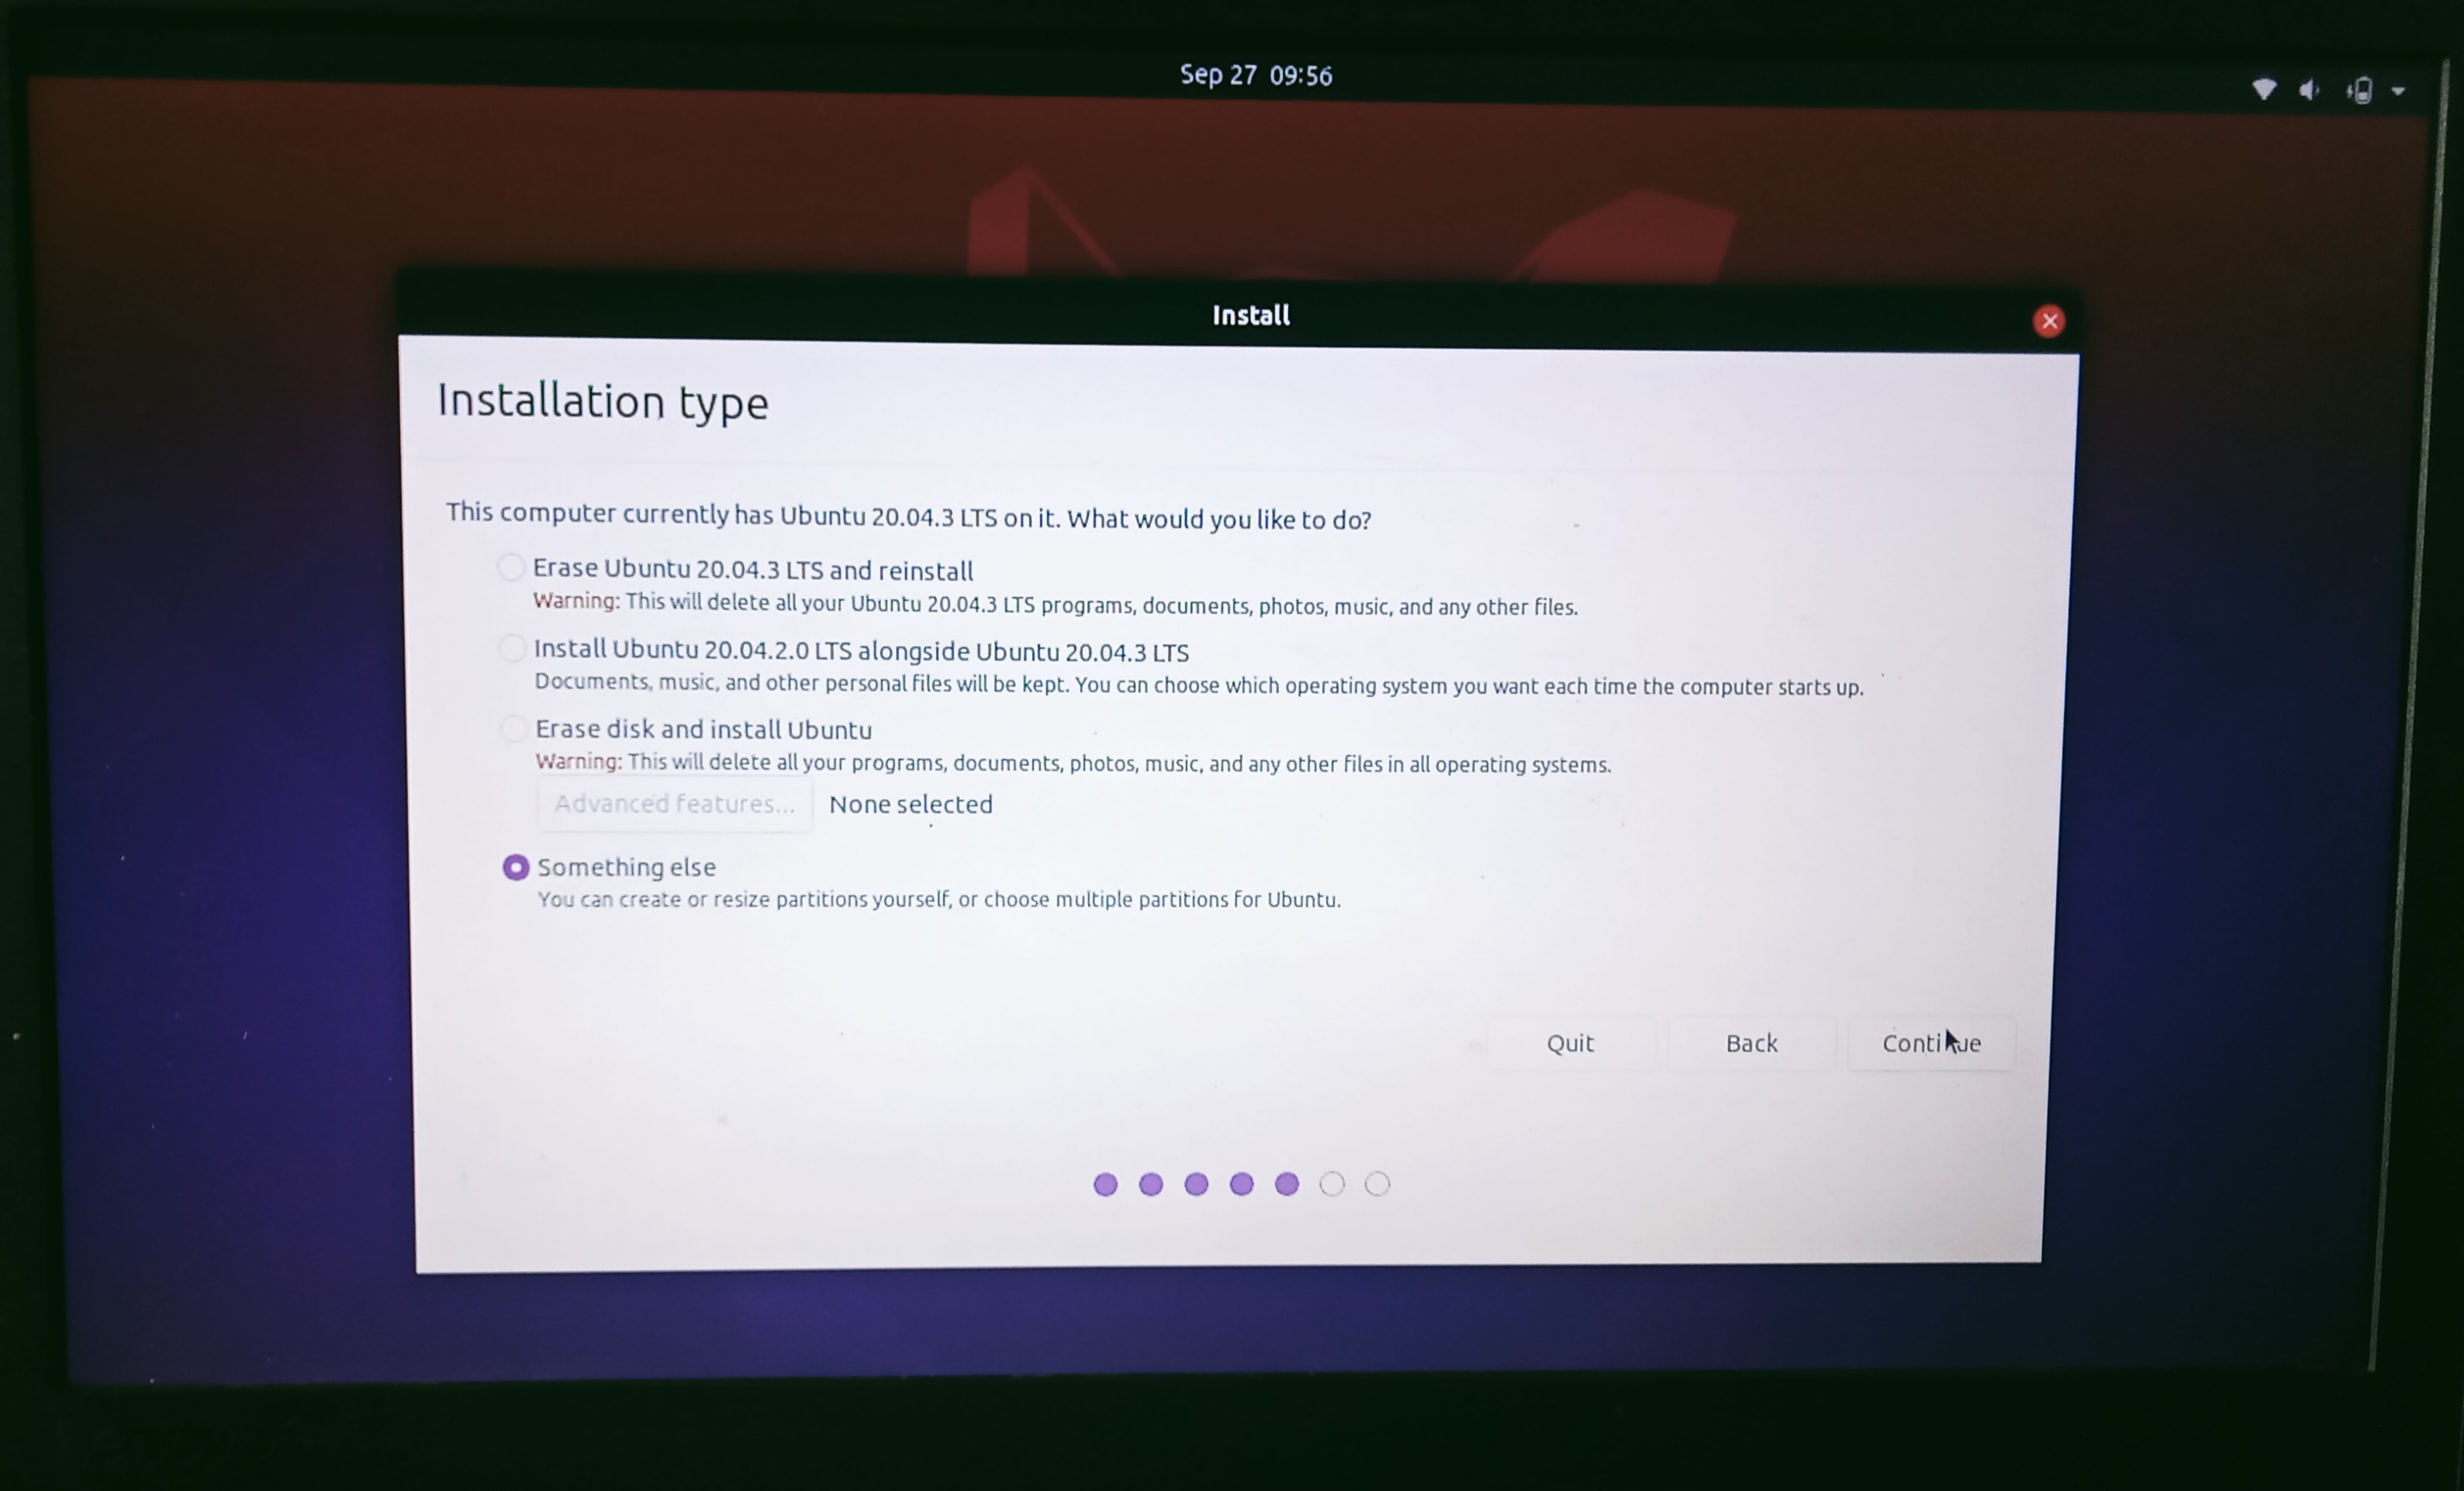 Sep 27 09:56
Install
Installation type
This computer currently has Ubuntu 20.04.3 LTS on it. What would you like to do?
Erase Ubuntu 20.04.3 LTS and reinstall
Warning: This will delete all your Ubuntu 20.04.3 LTS programs, documents, photos, music, and any other files.
Install Ubuntu 20.04.2.0 LTS alongside Ubuntu 20.04.3 LTS
Documents, music, and other personal files will be kept. You can choose which operating system you want each time the computer starts up.
Erase disk and install Ubuntu
Warning: This will delete all your programs, documents, photos, music, and any other files in all operating systems.
Advanced features... None selected
Something else
You can create or resize partitions yourself, or choose multiple partitions for Ubuntu.
Quit Back Continue